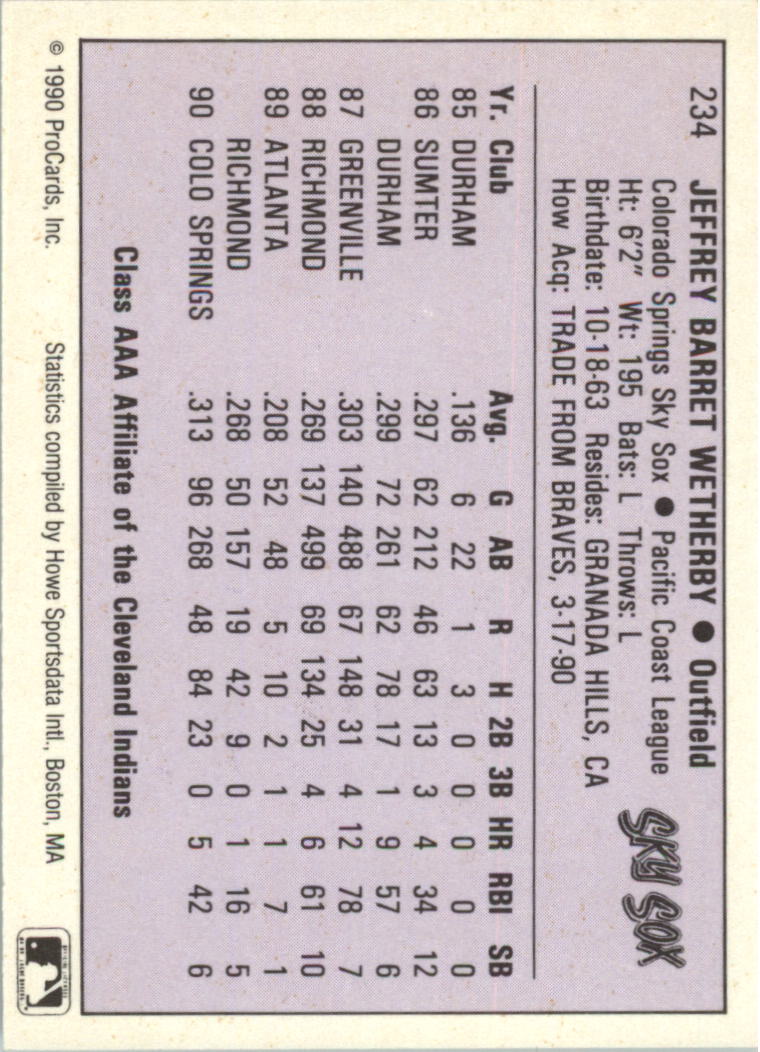 234 JEFFREY BARRET WETHERBY ● Outfield
Colorado Springs Sky Sox ● Pacific Coast League
Ht: 6'2" Wt: 195 Bats: L Throws: L
Birthdate: 10-18-63 Resides: GRANADA HILLS, CA
How Acq: TRADE FROM BRAVES, 3-17-90
SKY SOX
Yr. Club Avg. G AB R H 2B 3B HR RBI SB
85 DURHAM .136 6 22 1 3 0 0 0 0 0
86 SUMTER .297 62 212 46 63 13 3 4 34 12
DURHAM .299 72 261 62 78 17 1 9 57 6
87 GREENVILLE .303 140 488 67 148 31 4 12 78 7
88 RICHMOND .269 137 499 69 134 25 4 6 61 10
89 ATLANTA .208 52 48 5 10 2 1 1 7 1
RICHMOND .268 50 157 19 42 9 0 1 16 5
90 COLO SPRINGS .313 96 268 48 84 23 0 5 42 6
Class AAA Affiliate of the Cleveland Indians
© 1990 ProCards, Inc. Statistics compiled by Howe Sportsdata Intl., Boston, MA